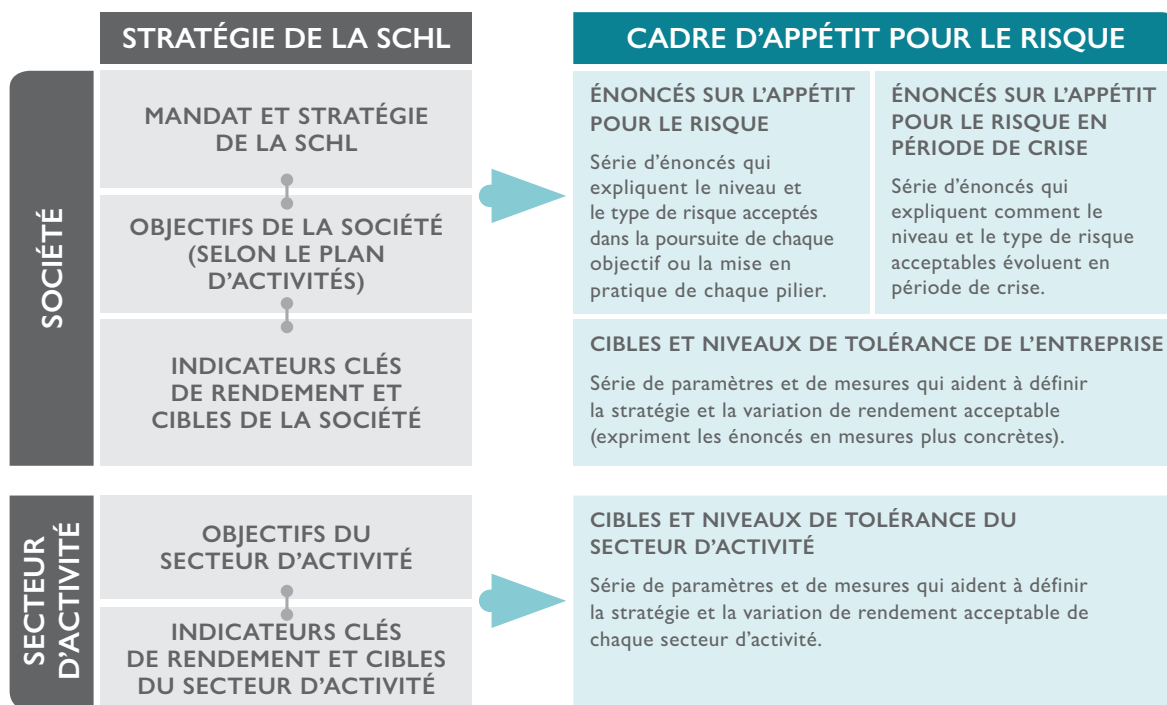 STRATÉGIE DE LA SCHL
CADRE D'APPÉTIT POUR LE RISQUE
SOCIÉTÉ
MANDAT ET STRATÉGIE
DE LA SCHL
OBJECTIFS DE LA SOCIÉTÉ
(SELON LE PLAN
D'ACTIVITÉS)
INDICATEURS CLÉS
DE RENDEMENT ET
CIBLES DE LA SOCIÉTÉ
ÉNONCÉS SUR L'APPÉTIT
POUR LE RISQUE
Série d'énoncés qui
expliquent le niveau et
le type de risque acceptés
dans la poursuite de chaque
objectif ou la mise en
pratique de chaque pilier.
ÉNONCÉS SUR L'APPÉTIT
POUR LE RISQUE EN
PÉRIODE DE CRISE
Série d'énoncés qui
expliquent comment le
niveau et le type de risque
acceptables évoluent en
période de crise.
CIBLES ET NIVEAUX DE TOLÉRANCE DE L'ENTREPRISE
Série de paramètres et de mesures qui aident à définir
la stratégie et la variation de rendement acceptable
(expriment les énoncés en mesures plus concrètes).
SECTEUR
D'ACTIVITÉ
OBJECTIFS DU
SECTEUR D'ACTIVITÉ
INDICATEURS CLÉS
DE RENDEMENT ET CIBLES
DU SECTEUR D'ACTIVITÉ
CIBLES ET NIVEAUX DE TOLÉRANCE DU
SECTEUR D'ACTIVITÉ
Série de paramètres et de mesures qui aident à définir
la stratégie et la variation de rendement acceptable de
chaque secteur d'activité.